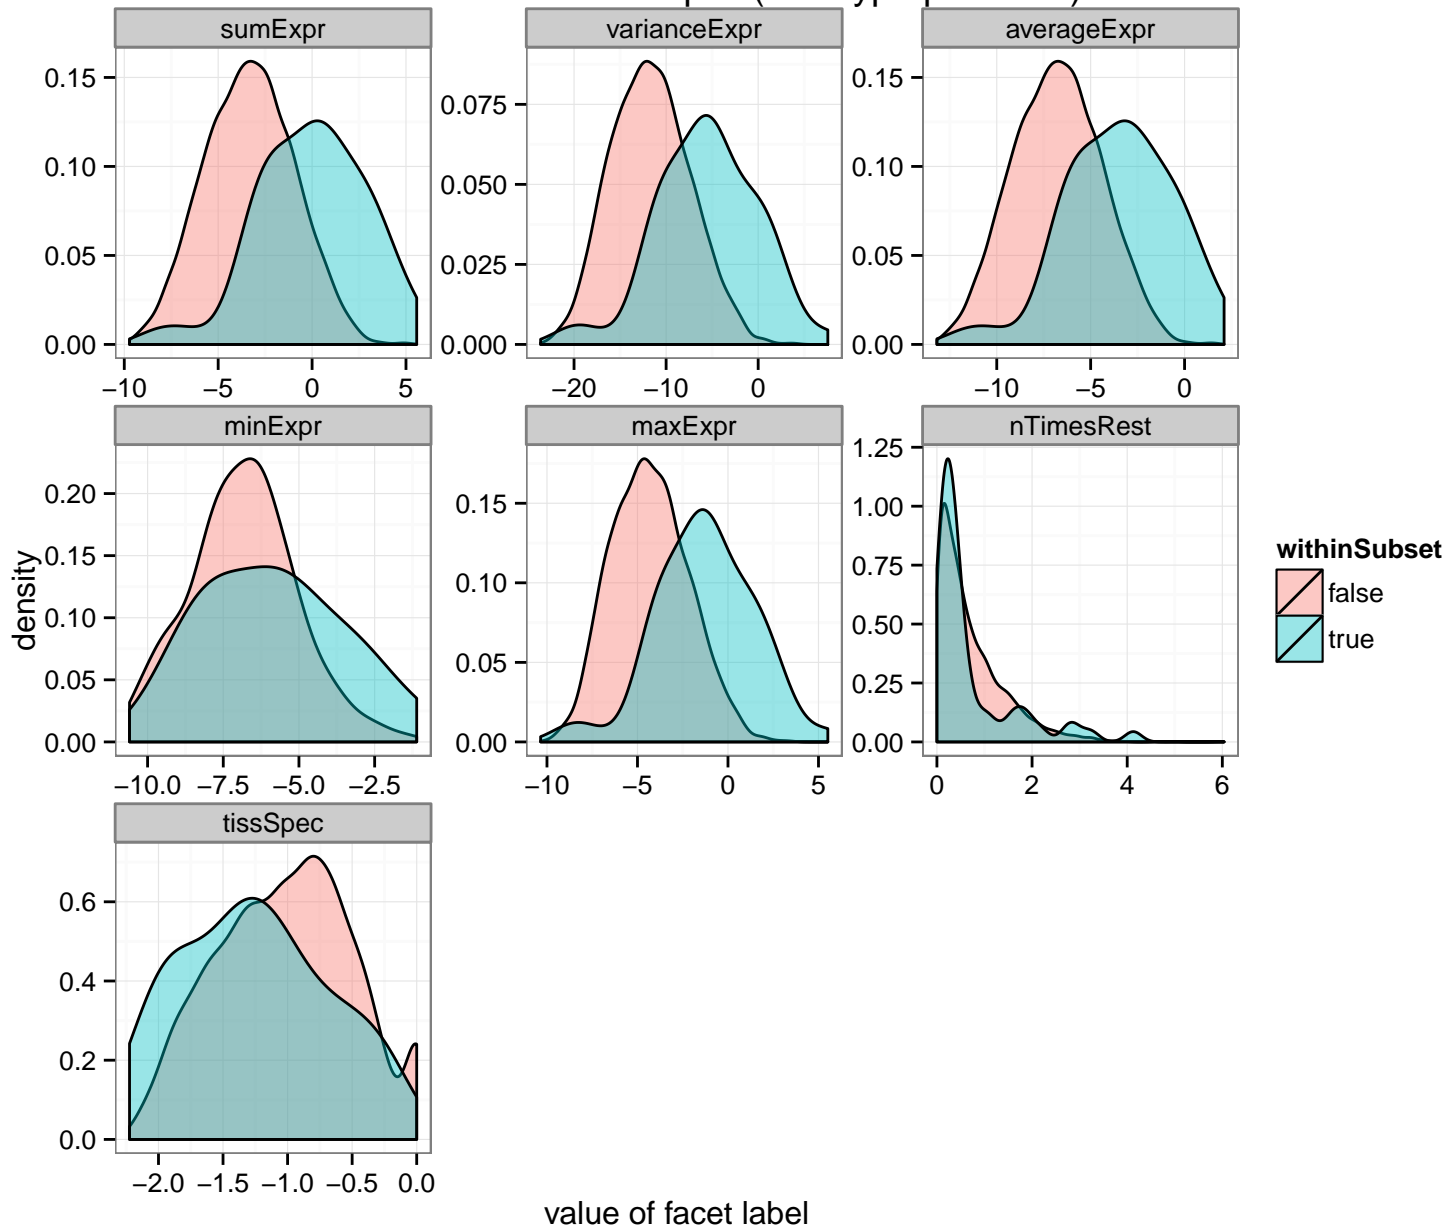 sumExpr varianceExpr averageExpr
0.15 0.10 0.05 0.00
−10 −5 0 5
0.075 0.050 0.025 0.000
−20 −10 0
0.15 0.10 0.05 0.00
−10 −5 0
minExpr maxExpr nTimesRest
0.20 0.15 0.10 0.05 0.00
−10.0 −7.5 −5.0 −2.5
0.15 0.10 0.05 0.00
−10 −5 0 5
1.25 1.00 0.75 0.50 0.25 0.00
0 2 4 6
tissSpec
0.6 0.4 0.2 0.0
−2.0 −1.5 −1.0 −0.5 0.0
density
value of facet label
withinSubset
false
true